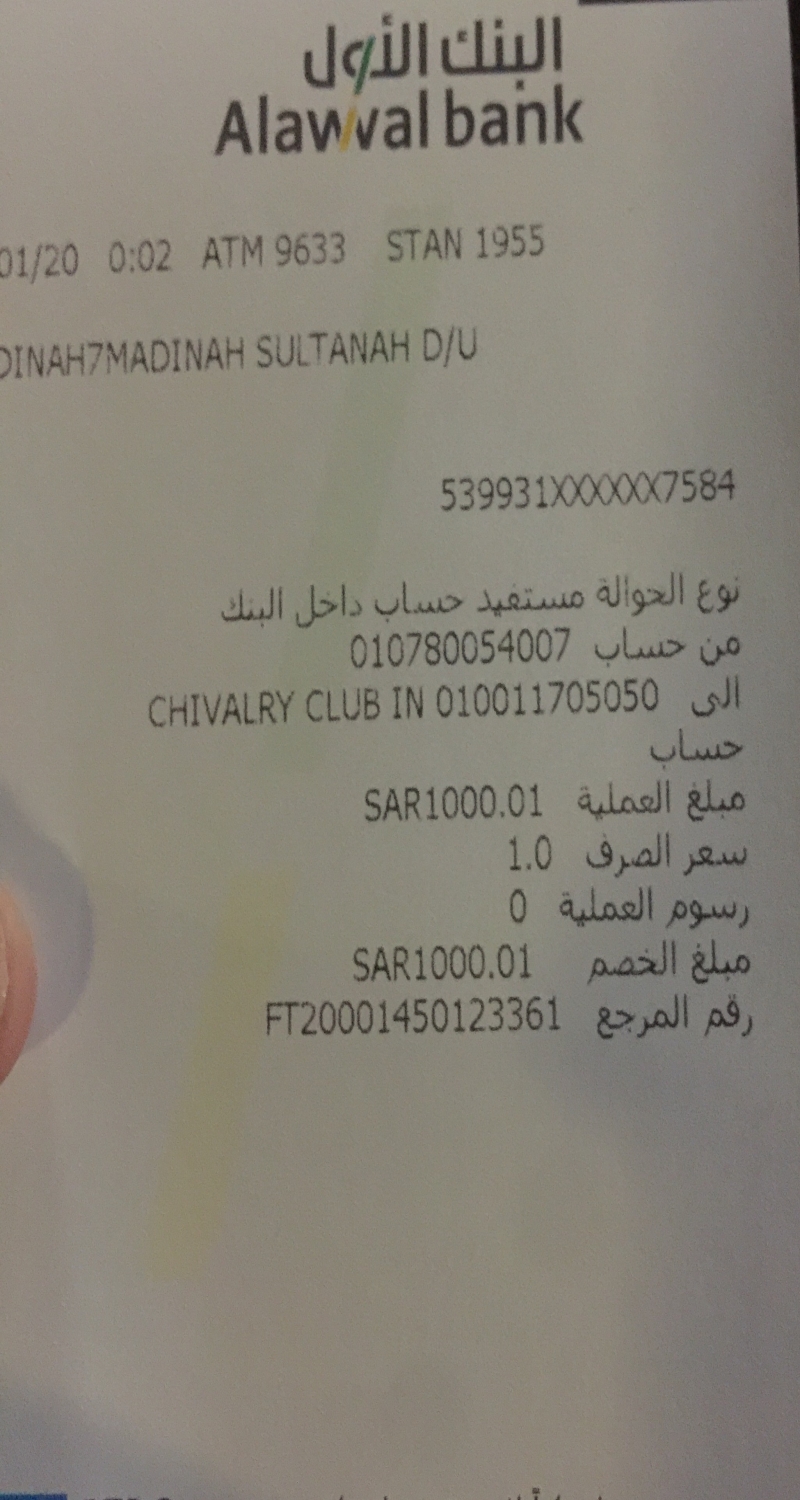 البنك الأول
Alawwal bank
01/20 0:02 ATM 9633 STAN 1955
DINAH7MADINAH SULTANAH D/U
539931XXXXXX7584
نوع الحوالة مستفيد حساب داخل البنك
من حساب 010780054007
الى CHIVALRY CLUB IN 010011705050
حساب
مبلغ العملية SAR1000.01
سعر الصرف 1.0
رسوم العملية 0
مبلغ الخصم SAR1000.01
رقم المرجع FT20001450123361